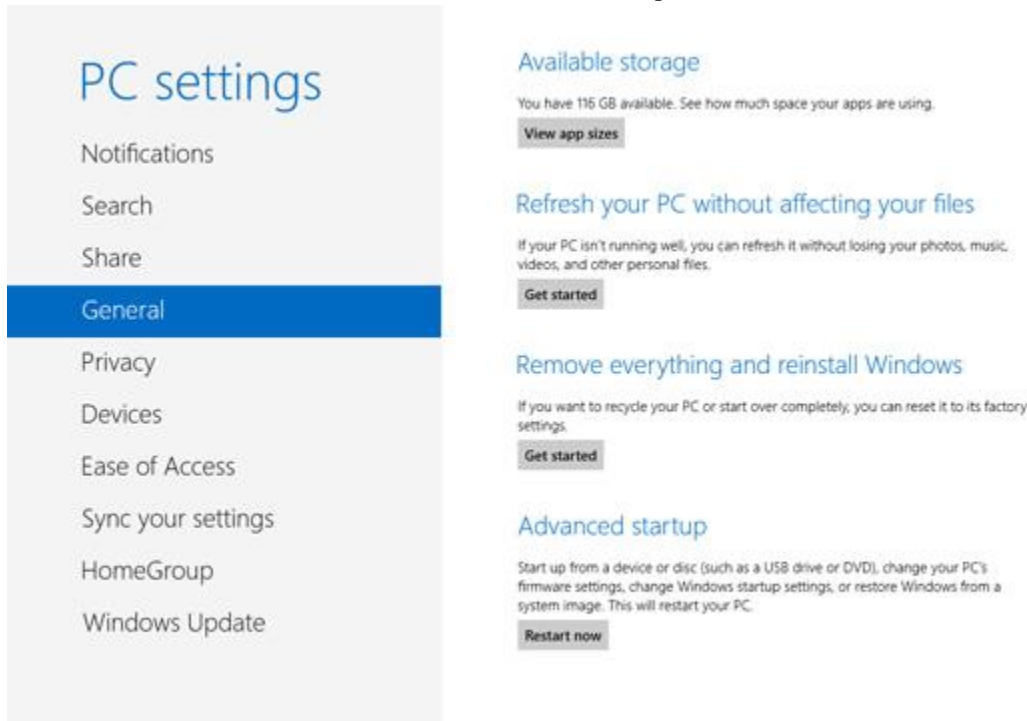 PC settings
Notifications
Search
Share
General
Privacy
Devices
Ease of Access
Sync your settings
HomeGroup
Windows Update
Available storage
You have 116 GB available. See how much space your apps are using.
View app sizes
Refresh your PC without affecting your files
If your PC isn't running well, you can refresh it without losing your photos, music,
videos, and other personal files.
Get started
Remove everything and reinstall Windows
If you want to recycle your PC or start over completely, you can reset it to its factory
settings.
Get started
Advanced startup
Start up from a device or disc (such as a USB drive or DVD), change your PC's
firmware settings, change Windows startup settings, or restore Windows from a
system image. This will restart your PC.
Restart now